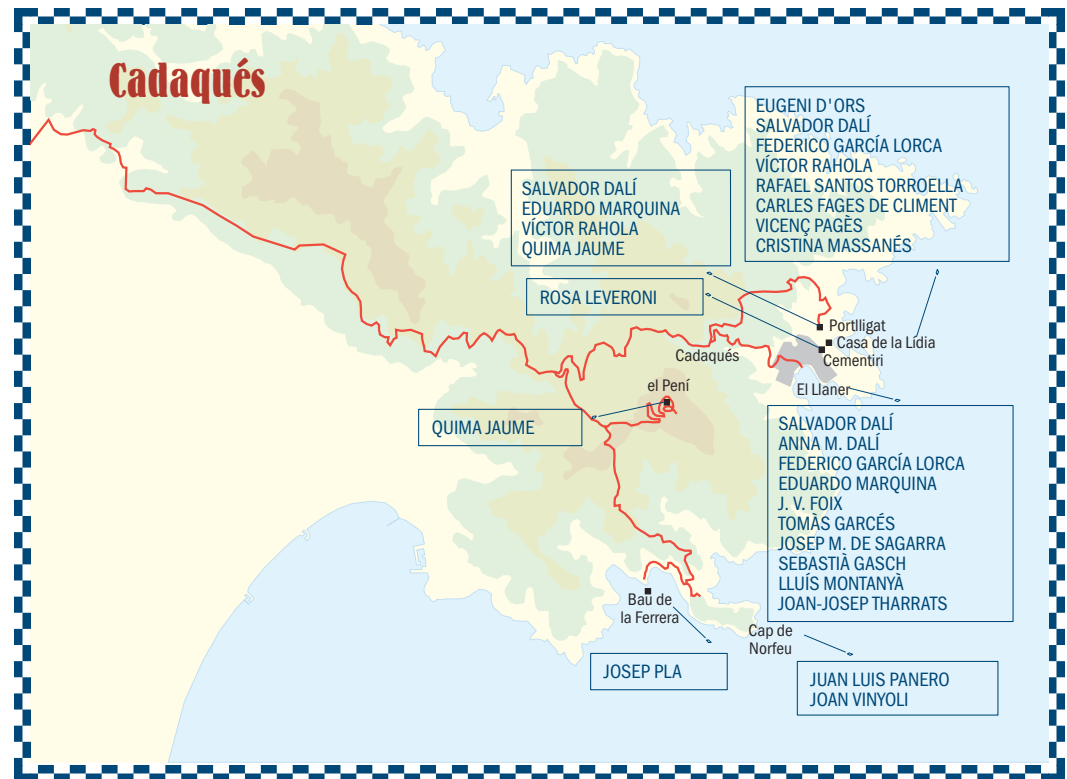 Cadaqués
EUGENI D'ORS
SALVADOR DALÍ
FEDERICO GARCÍA LORCA
VÍCTOR RAHOLA
RAFAEL SANTOS TORROELLA
CARLES FAGES DE CLIMENT
VICENÇ PAGÈS
CRISTINA MASSANÉS
SALVADOR DALÍ
EDUARDO MARQUINA
VÍCTOR RAHOLA
QUIMA JAUME
ROSA LEVERONI
Portlligat
Casa de la Lídia
Cementiri
Cadaqués
El Llaner
el Pení
QUIMA JAUME
SALVADOR DALÍ
ANNA M. DALÍ
FEDERICO GARCÍA LORCA
EDUARDO MARQUINA
J. V. FOIX
TOMÀS GARCÉS
JOSEP M. DE SAGARRA
SEBASTIÀ GASCH
LLUÍS MONTANYÀ
JOAN-JOSEP THARRATS
Bau de
la Ferrera
Cap de
Norfeu
JOSEP PLA
JUAN LUIS PANERO
JOAN VINYOLI